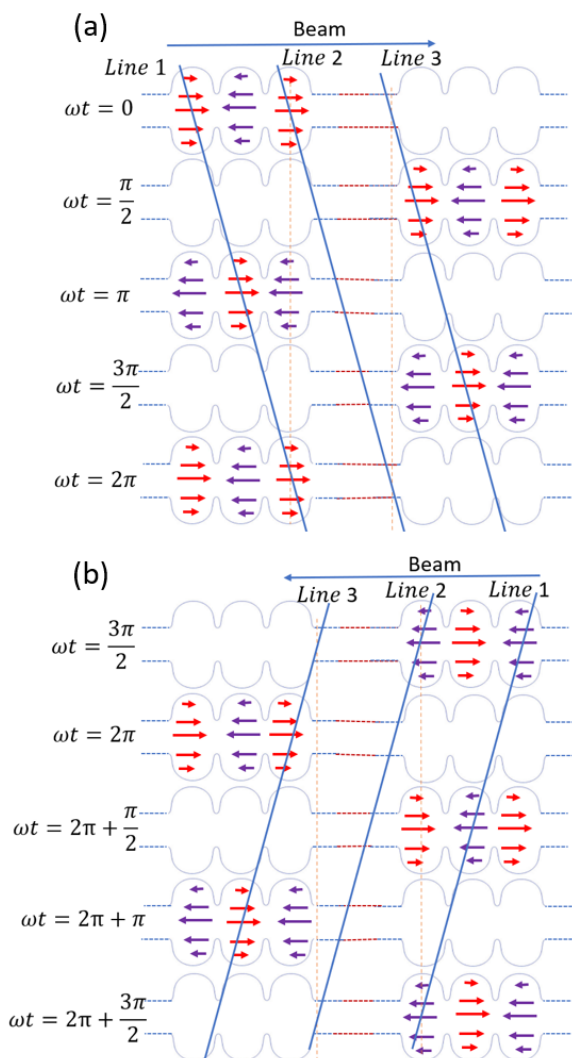 (a)
Beam
Line 1
Line 2
Line 3
ωt = 0
ωt = π/2
ωt = π
ωt = 3π/2
ωt = 2π
(b)
Beam
Line 3
Line 2
Line 1
ωt = 3π/2
ωt = 2π
ωt = 2π + π/2
ωt = 2π + π
ωt = 2π + 3π/2